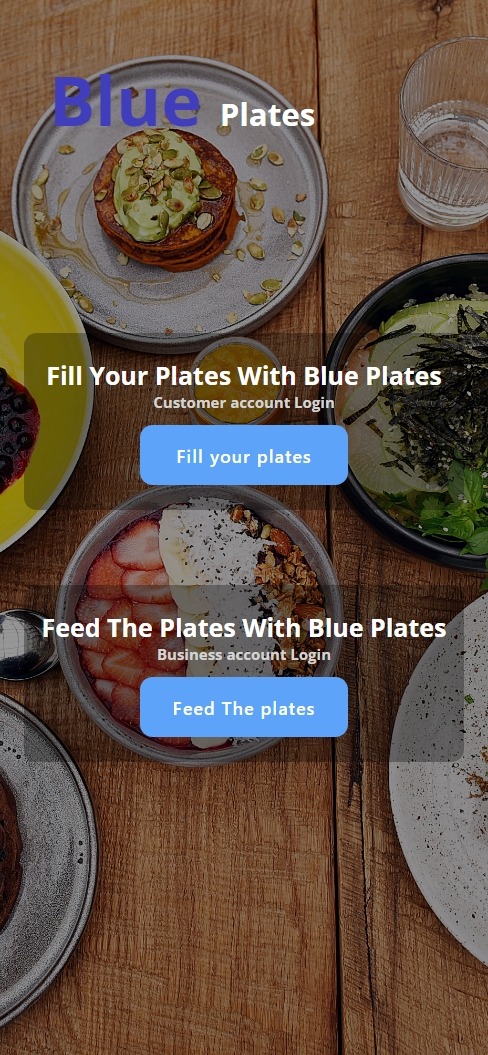 Blue Plates
Fill Your Plates With Blue Plates
Customer account Login
Fill your plates
Feed The Plates With Blue Plates
Business account Login
Feed The plates